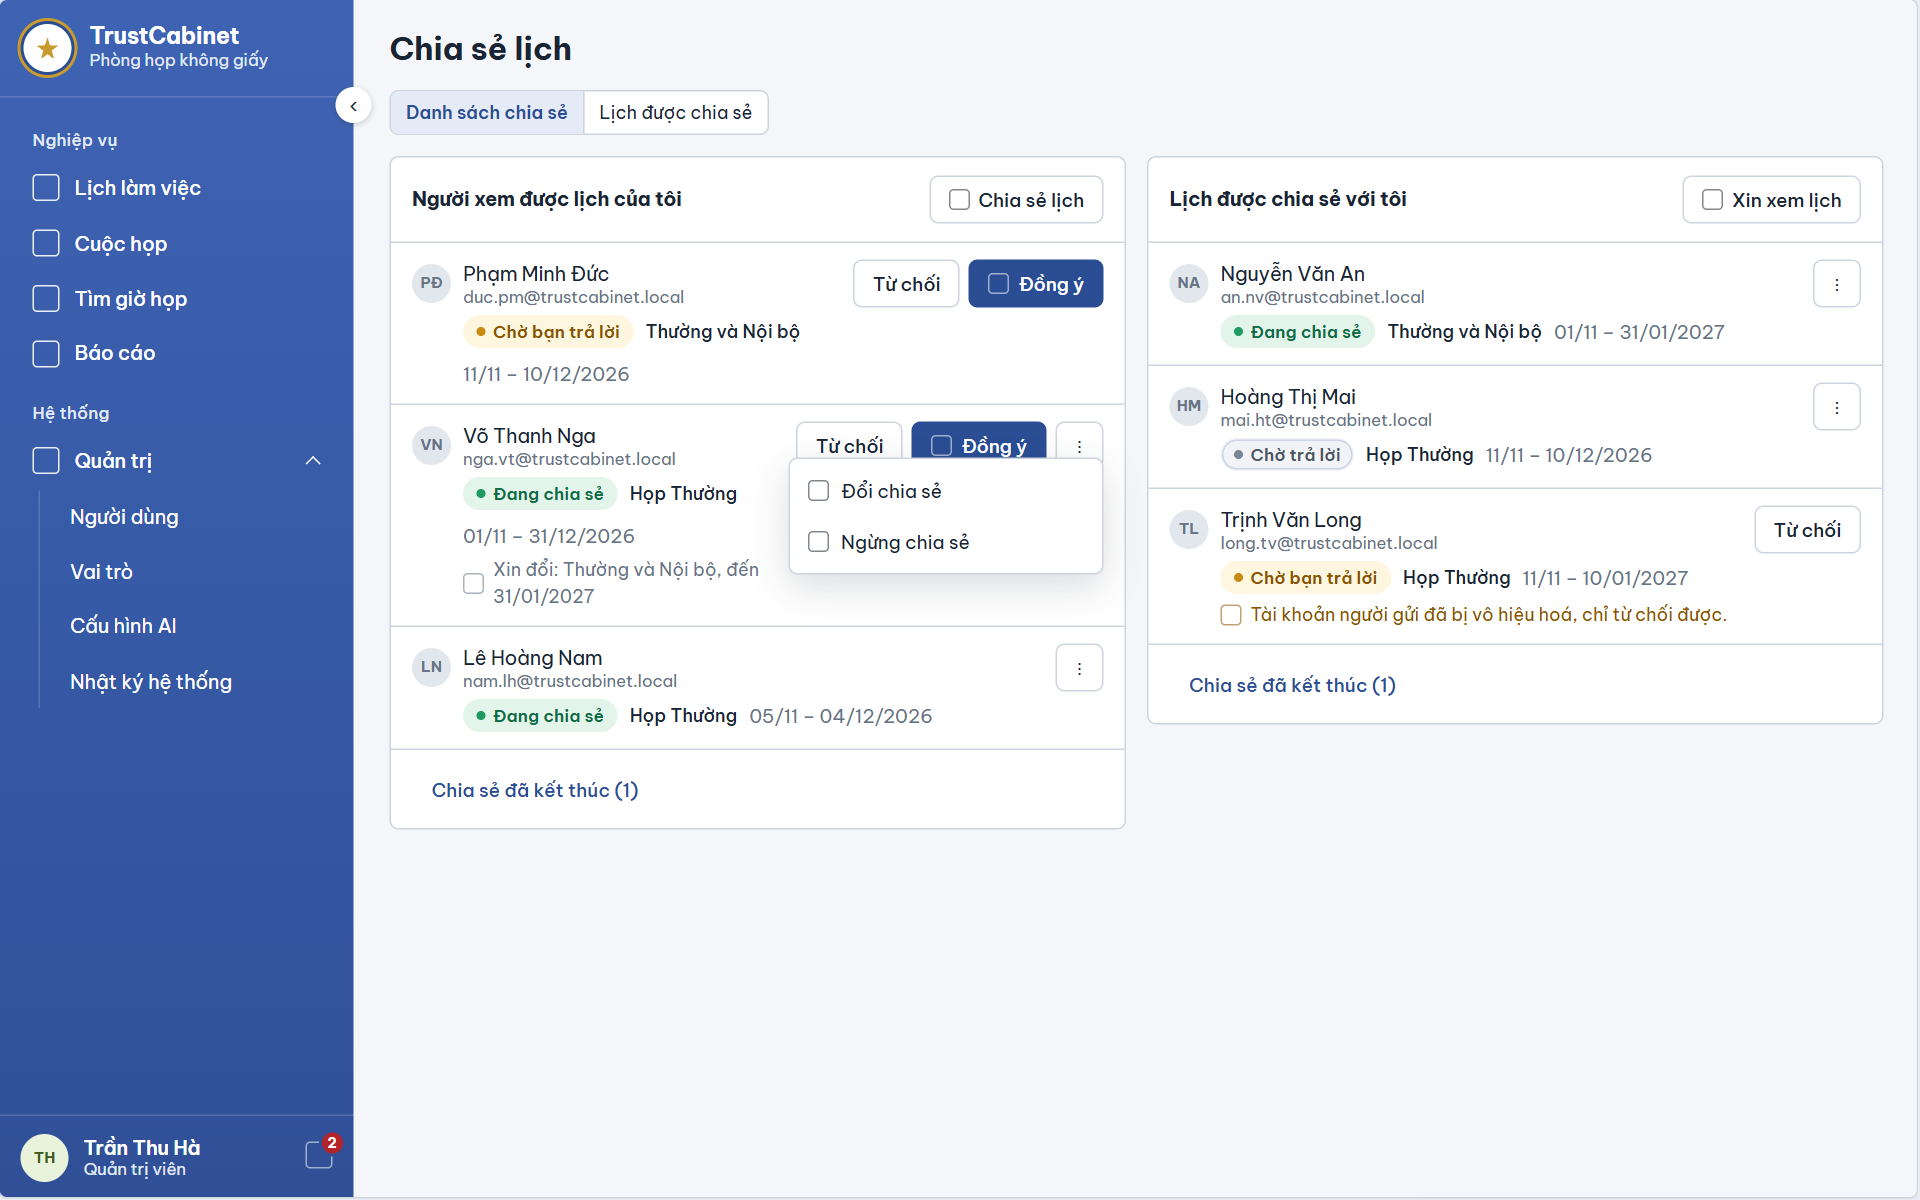 TrustCabinet
Phòng họp không giấy
Nghiệp vụ
Lịch làm việc
Cuộc họp
Tìm giờ họp
Báo cáo
Hệ thống
Quản trị
Người dùng
Vai trò
Cấu hình AI
Nhật ký hệ thống
TH
Trần Thu Hà
Quản trị viên
2
Chia sẻ lịch
Danh sách chia sẻ
Lịch được chia sẻ
Người xem được lịch của tôi
Chia sẻ lịch
PĐ
Phạm Minh Đức
duc.pm@trustcabinet.local
Từ chối
Đồng ý
Chờ bạn trả lời
Thường và Nội bộ
11/11 – 10/12/2026
VN
Võ Thanh Nga
nga.vt@trustcabinet.local
Từ chối
Đồng ý
Đang chia sẻ
Họp Thường
01/11 – 31/12/2026
Xin đổi: Thường và Nội bộ, đến
31/01/2027
Đổi chia sẻ
Ngừng chia sẻ
LN
Lê Hoàng Nam
nam.lh@trustcabinet.local
Đang chia sẻ
Họp Thường
05/11 – 04/12/2026
Chia sẻ đã kết thúc (1)
Lịch được chia sẻ với tôi
Xin xem lịch
NA
Nguyễn Văn An
an.nv@trustcabinet.local
Đang chia sẻ
Thường và Nội bộ
01/11 – 31/01/2027
HM
Hoàng Thị Mai
mai.ht@trustcabinet.local
Chờ trả lời
Họp Thường
11/11 – 10/12/2026
TL
Trịnh Văn Long
long.tv@trustcabinet.local
Từ chối
Chờ bạn trả lời
Họp Thường
11/11 – 10/01/2027
Tài khoản người gửi đã bị vô hiệu hoá, chỉ từ chối được.
Chia sẻ đã kết thúc (1)